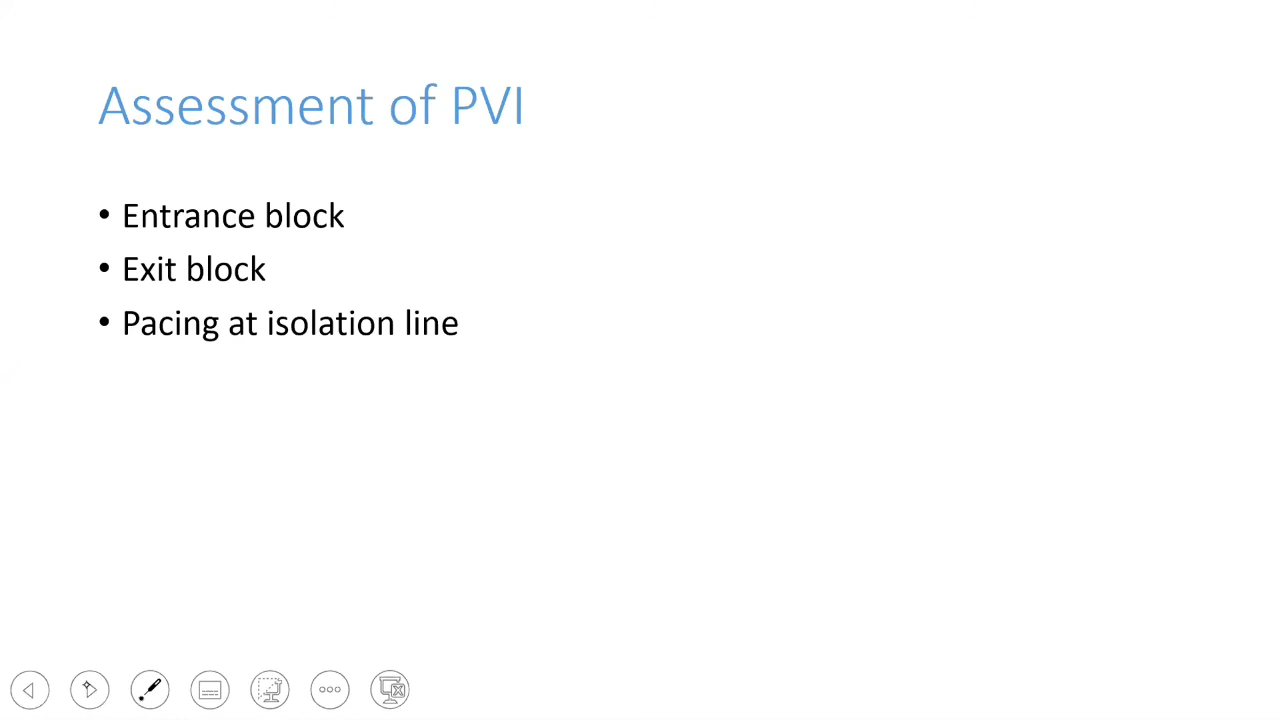 Assessment of PVI
• Entrance block
• Exit block
• Pacing at isolation line